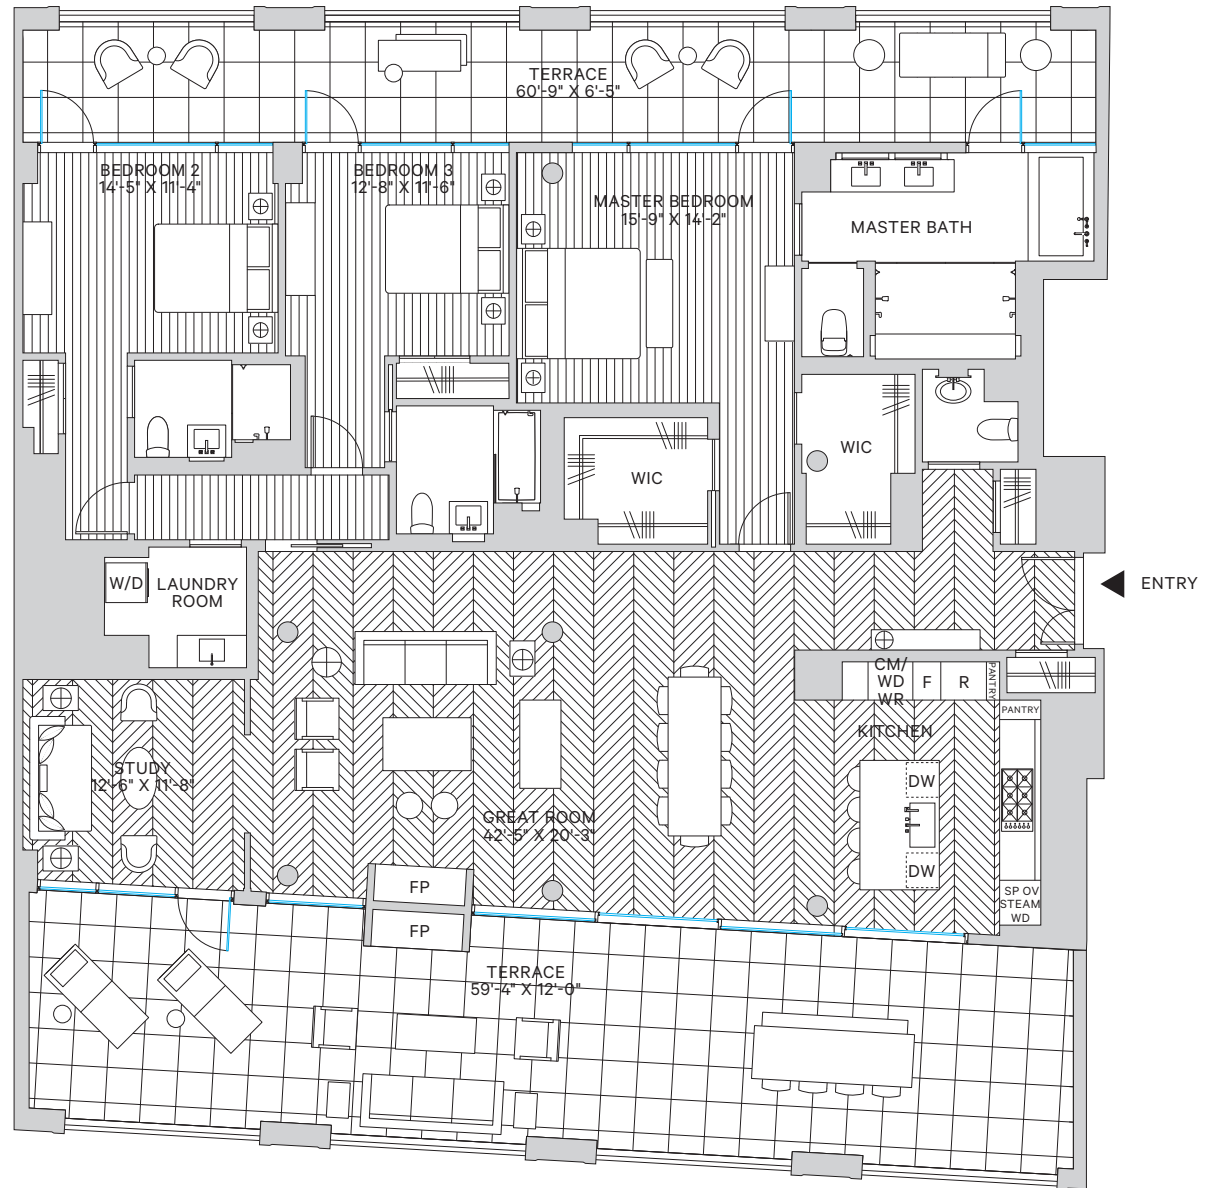 TERRACE
60'-9" X 6'-5"
BEDROOM 2
14'-5" X 11'-4"
BEDROOM 3
12'-8" X 11'-6"
MASTER BEDROOM
15'-9" X 14'-2"
MASTER BATH
WIC
WIC
W/D
LAUNDRY
ROOM
ENTRY
CM/
WD
WR
F
R
PANTRY
PANTRY
KITCHEN
STUDY
12'-6" X 11'-8"
DW
GREAT ROOM
42'-5" X 20'-3"
DW
FP
SP OV
STEAM
WD
FP
TERRACE
59'-4" X 12'-0"